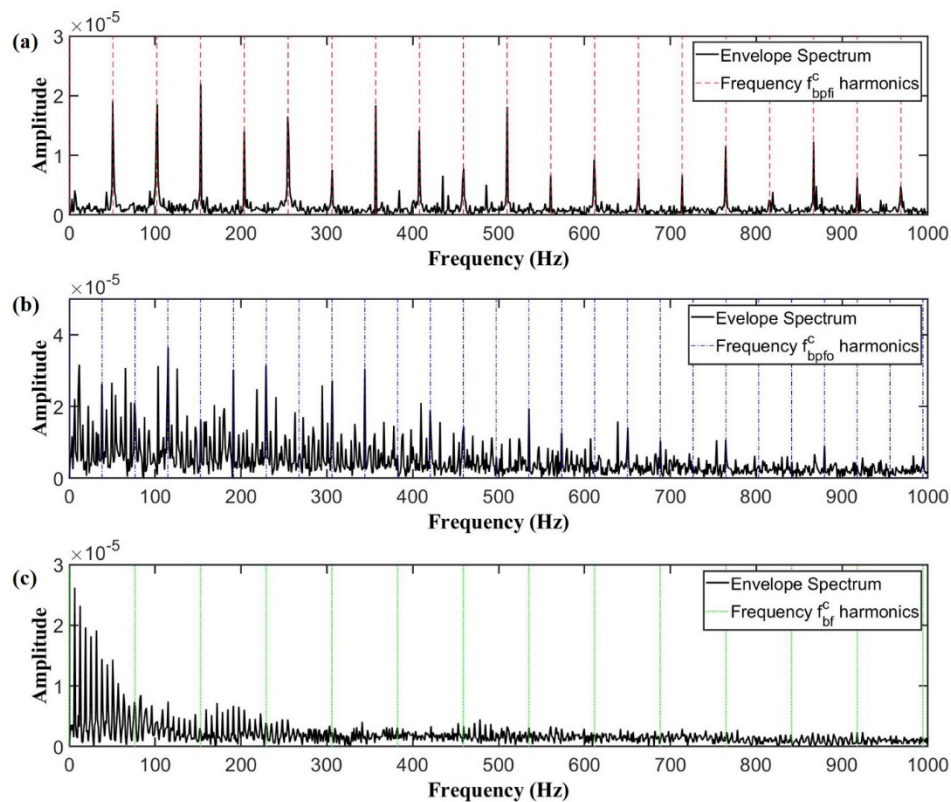 (a)
×10⁻⁵
3
2
1
0
Amplitude
Envelope Spectrum
Frequency fᶜ_bpfi harmonics
0 100 200 300 400 500 600 700 800 900 1000
Frequency (Hz)
(b)
×10⁻⁵
4
2
0
Amplitude
Evelope Spectrum
Frequency fᶜ_bpfo harmonics
0 100 200 300 400 500 600 700 800 900 1000
Frequency (Hz)
(c)
×10⁻⁵
3
2
1
0
Amplitude
Envelope Spectrum
Frequency fᶜ_bf harmonics
0 100 200 300 400 500 600 700 800 900 1000
Frequency (Hz)